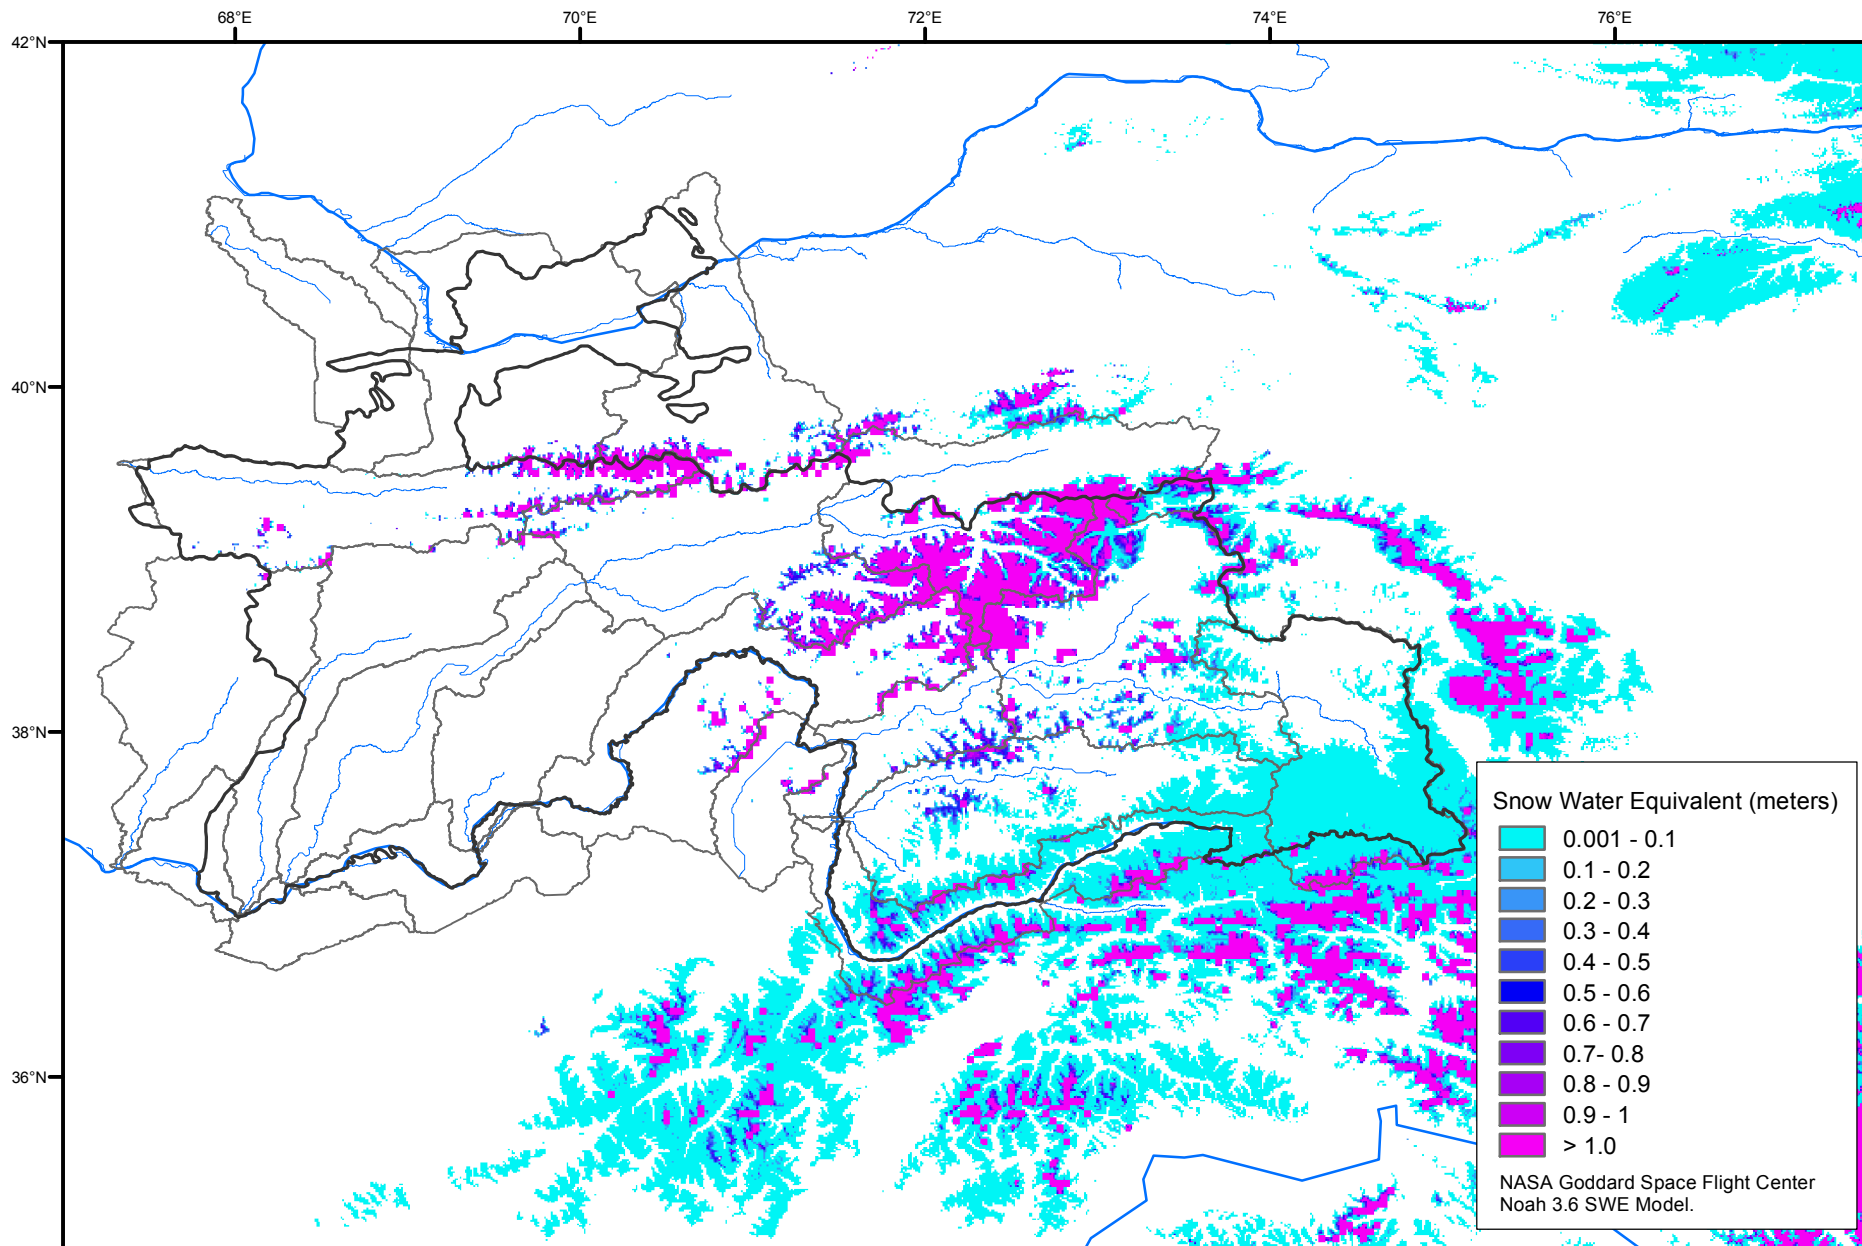 68°E
70°E
72°E
74°E
76°E
42°N
40°N
38°N
36°N
Snow Water Equivalent (meters)
0.001 - 0.1
0.1 - 0.2
0.2 - 0.3
0.3 - 0.4
0.4 - 0.5
0.5 - 0.6
0.6 - 0.7
0.7- 0.8
0.8 - 0.9
0.9 - 1
> 1.0
NASA Goddard Space Flight Center
Noah 3.6 SWE Model.